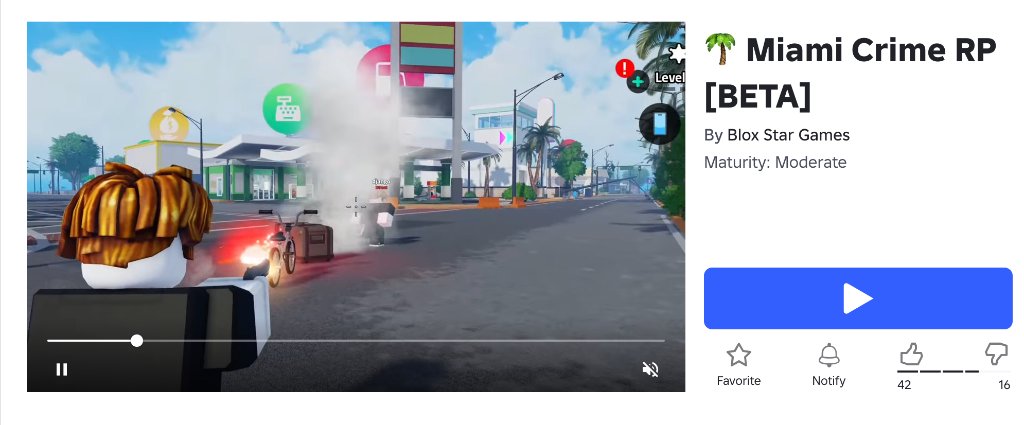 🌴 Miami Crime RP
[BETA]
By Blox Star Games
Maturity: Moderate
Level
Favorite
Notify
42
16